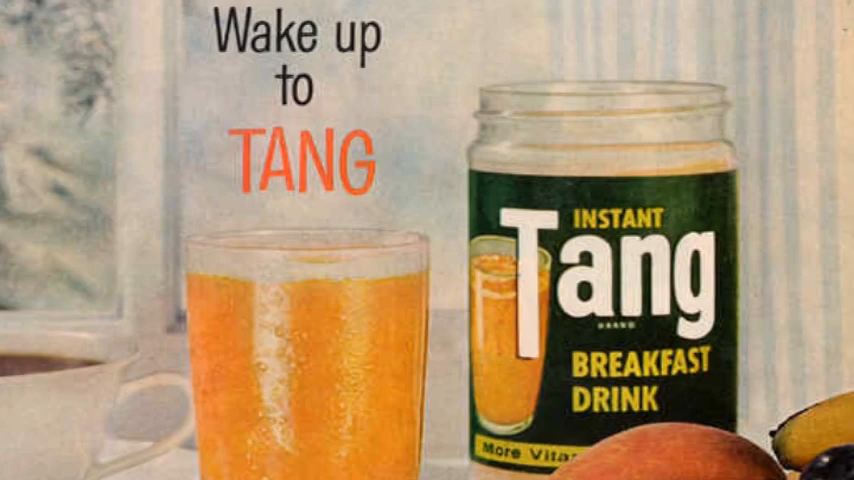 Wake up
to
TANG
INSTANT
Tang
BRAND
BREAKFAST
DRINK
More